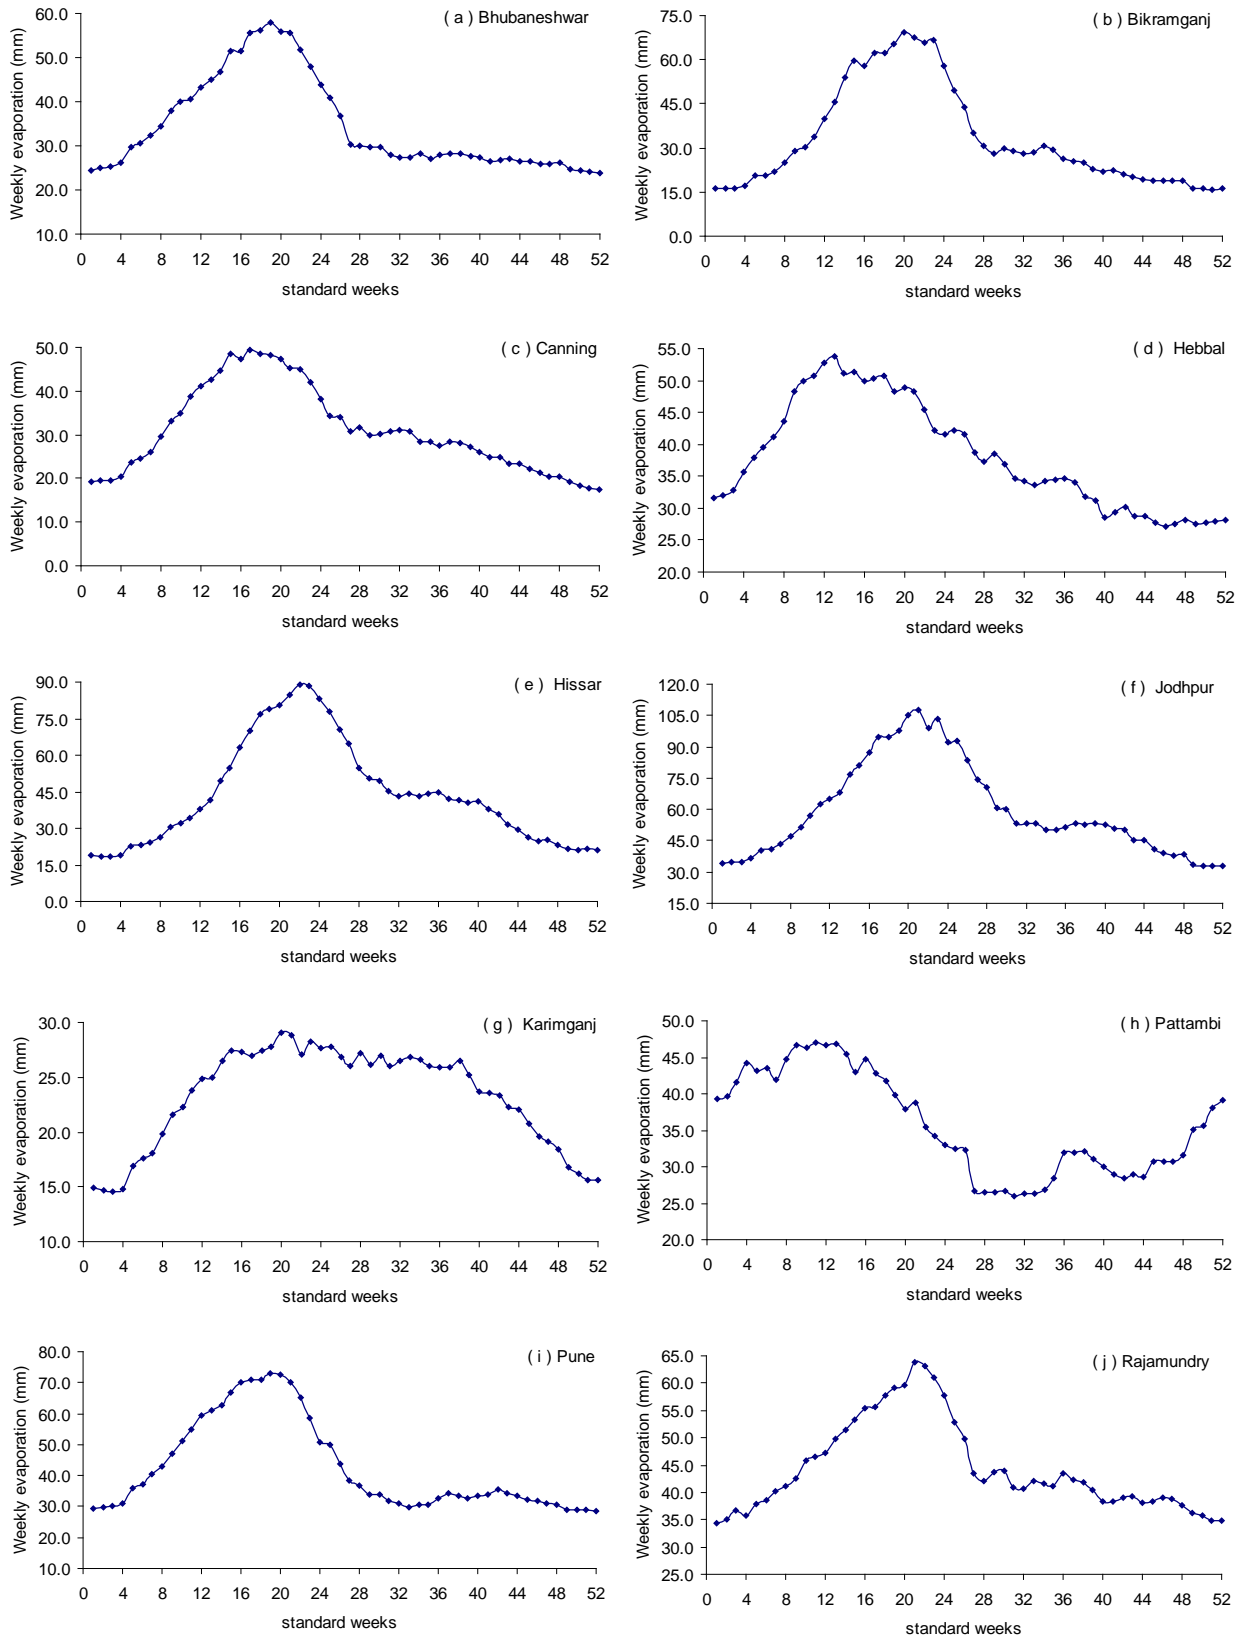 ( a ) Bhubaneshwar
Weekly evaporation (mm)
60.0
50.0
40.0
30.0
20.0
10.0
0 4 8 12 16 20 24 28 32 36 40 44 48 52
standard weeks
( b ) Bikramganj
Weekly evaporation (mm)
75.0
60.0
45.0
30.0
15.0
0.0
0 4 8 12 16 20 24 28 32 36 40 44 48 52
standard weeks
( c ) Canning
Weekly evaporation (mm)
50.0
40.0
30.0
20.0
10.0
0.0
0 4 8 12 16 20 24 28 32 36 40 44 48 52
standard weeks
( d ) Hebbal
Weekly evaporation (mm)
55.0
50.0
45.0
40.0
35.0
30.0
25.0
20.0
0 4 8 12 16 20 24 28 32 36 40 44 48 52
standard weeks
( e ) Hissar
Weekly evaporation (mm)
90.0
75.0
60.0
45.0
30.0
15.0
0.0
0 4 8 12 16 20 24 28 32 36 40 44 48 52
standard weeks
( f ) Jodhpur
Weekly evaporation (mm)
120.0
105.0
90.0
75.0
60.0
45.0
30.0
15.0
0 4 8 12 16 20 24 28 32 36 40 44 48 52
standard weeks
( g ) Karimganj
Weekly evaporation (mm)
30.0
25.0
20.0
15.0
10.0
0 4 8 12 16 20 24 28 32 36 40 44 48 52
standard weeks
( h ) Pattambi
Weekly evaporation (mm)
50.0
45.0
40.0
35.0
30.0
25.0
20.0
0 4 8 12 16 20 24 28 32 36 40 44 48 52
standard weeks
( i ) Pune
Weekly evaporation (mm)
80.0
70.0
60.0
50.0
40.0
30.0
20.0
10.0
0 4 8 12 16 20 24 28 32 36 40 44 48 52
standard weeks
( j ) Rajamundry
Weekly evaporation (mm)
65.0
60.0
55.0
50.0
45.0
40.0
35.0
30.0
25.0
0 4 8 12 16 20 24 28 32 36 40 44 48 52
standard weeks